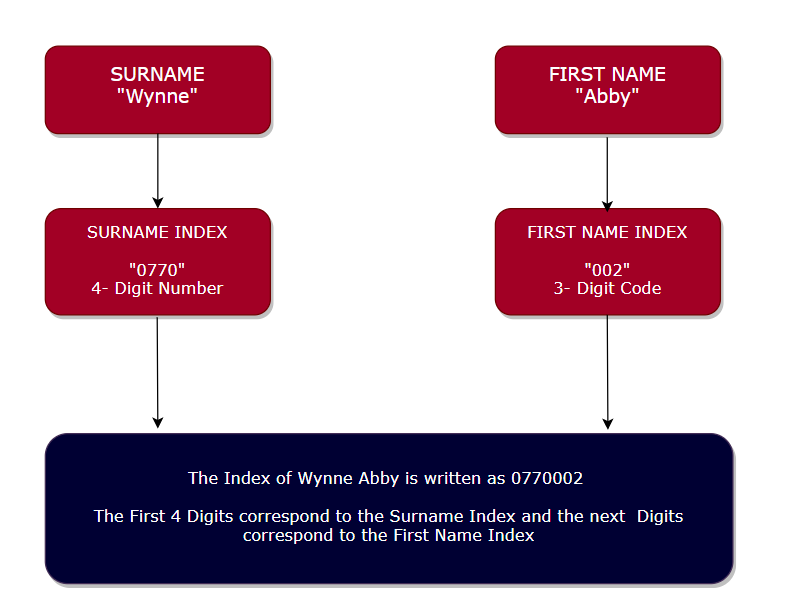 SURNAME
"Wynne"
FIRST NAME
"Abby"
SURNAME INDEX
"0770"
4- Digit Number
FIRST NAME INDEX
"002"
3- Digit Code
The Index of Wynne Abby is written as 0770002
The First 4 Digits correspond to the Surname Index and the next  Digits
correspond to the First Name Index